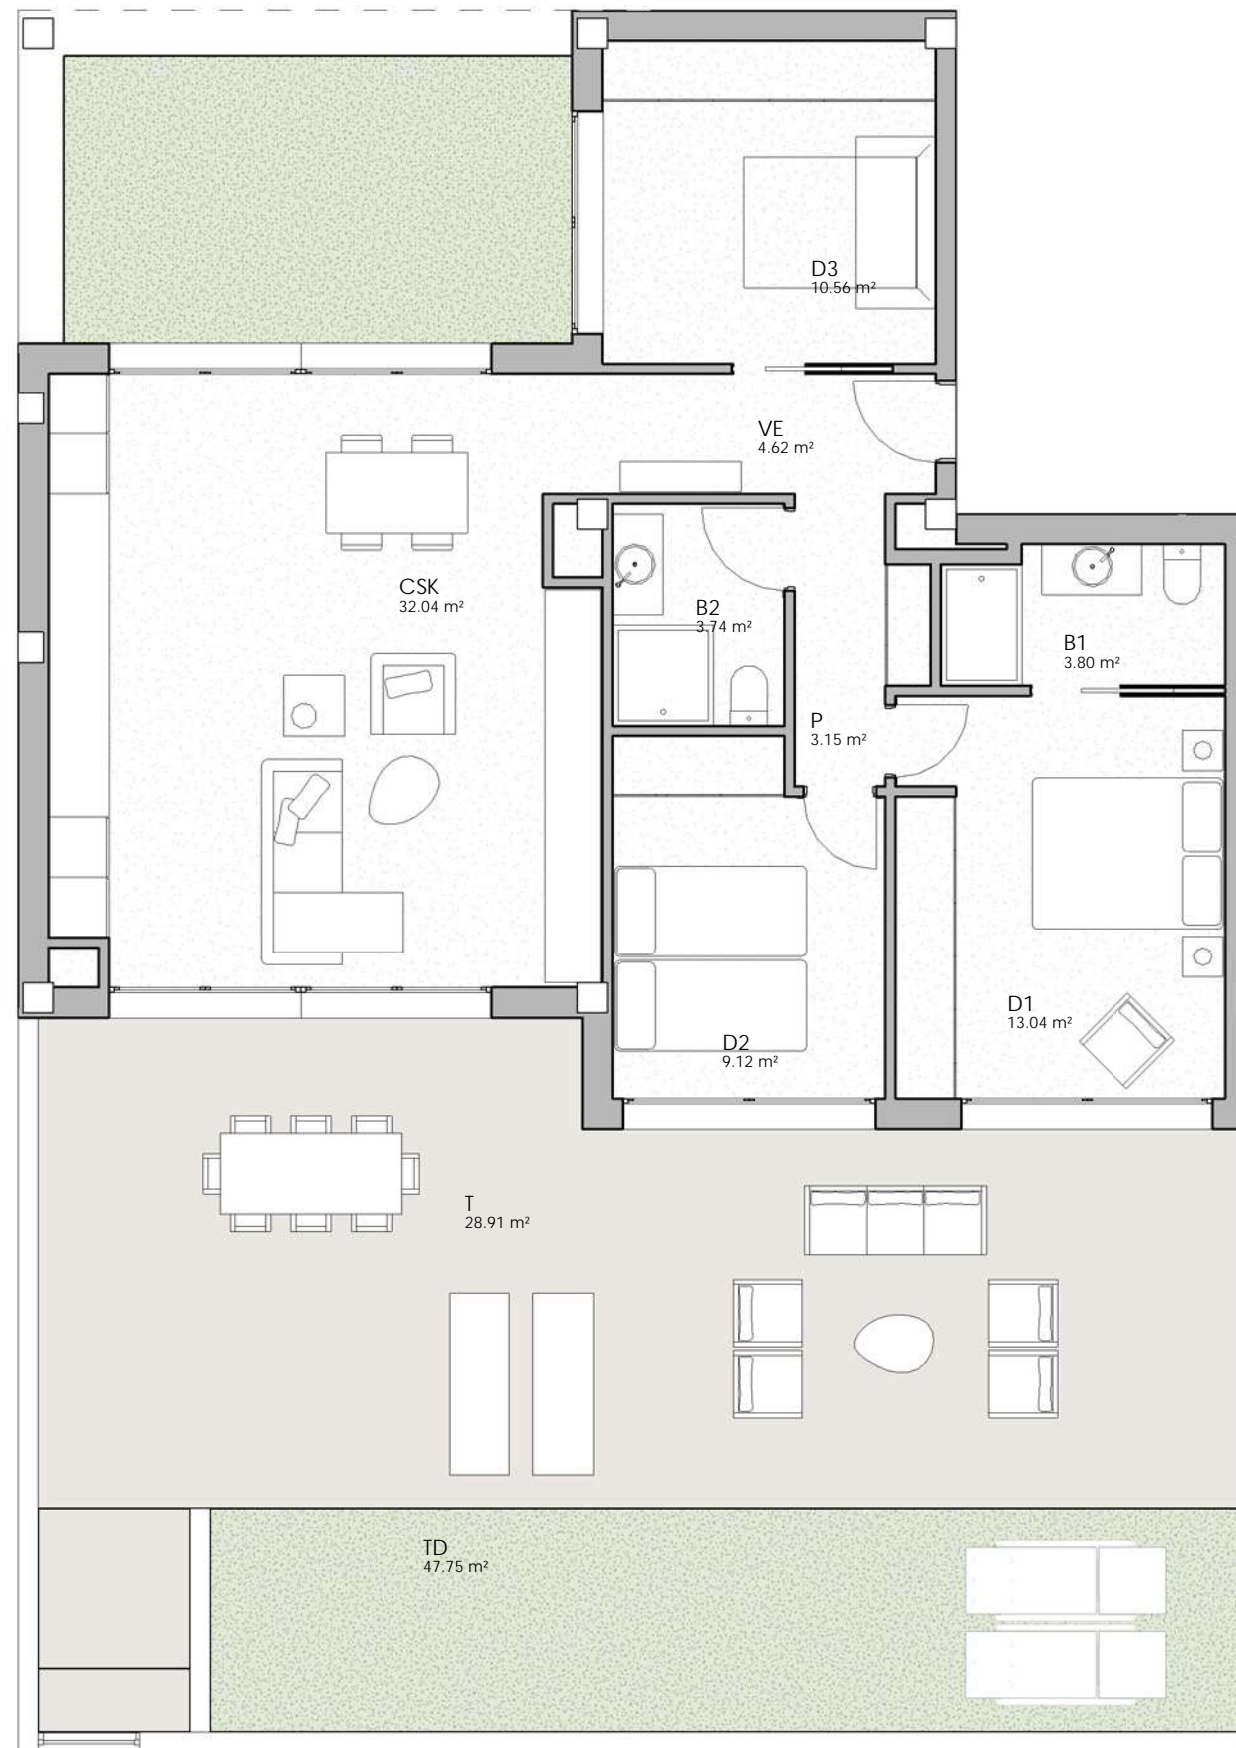 D3
10.56 m²
VE
4.62 m²
CSK
32.04 m²
B2
3.74 m²
B1
3.80 m²
P
3.15 m²
D1
13.04 m²
D2
9.12 m²
T
28.91 m²
TD
47.75 m²